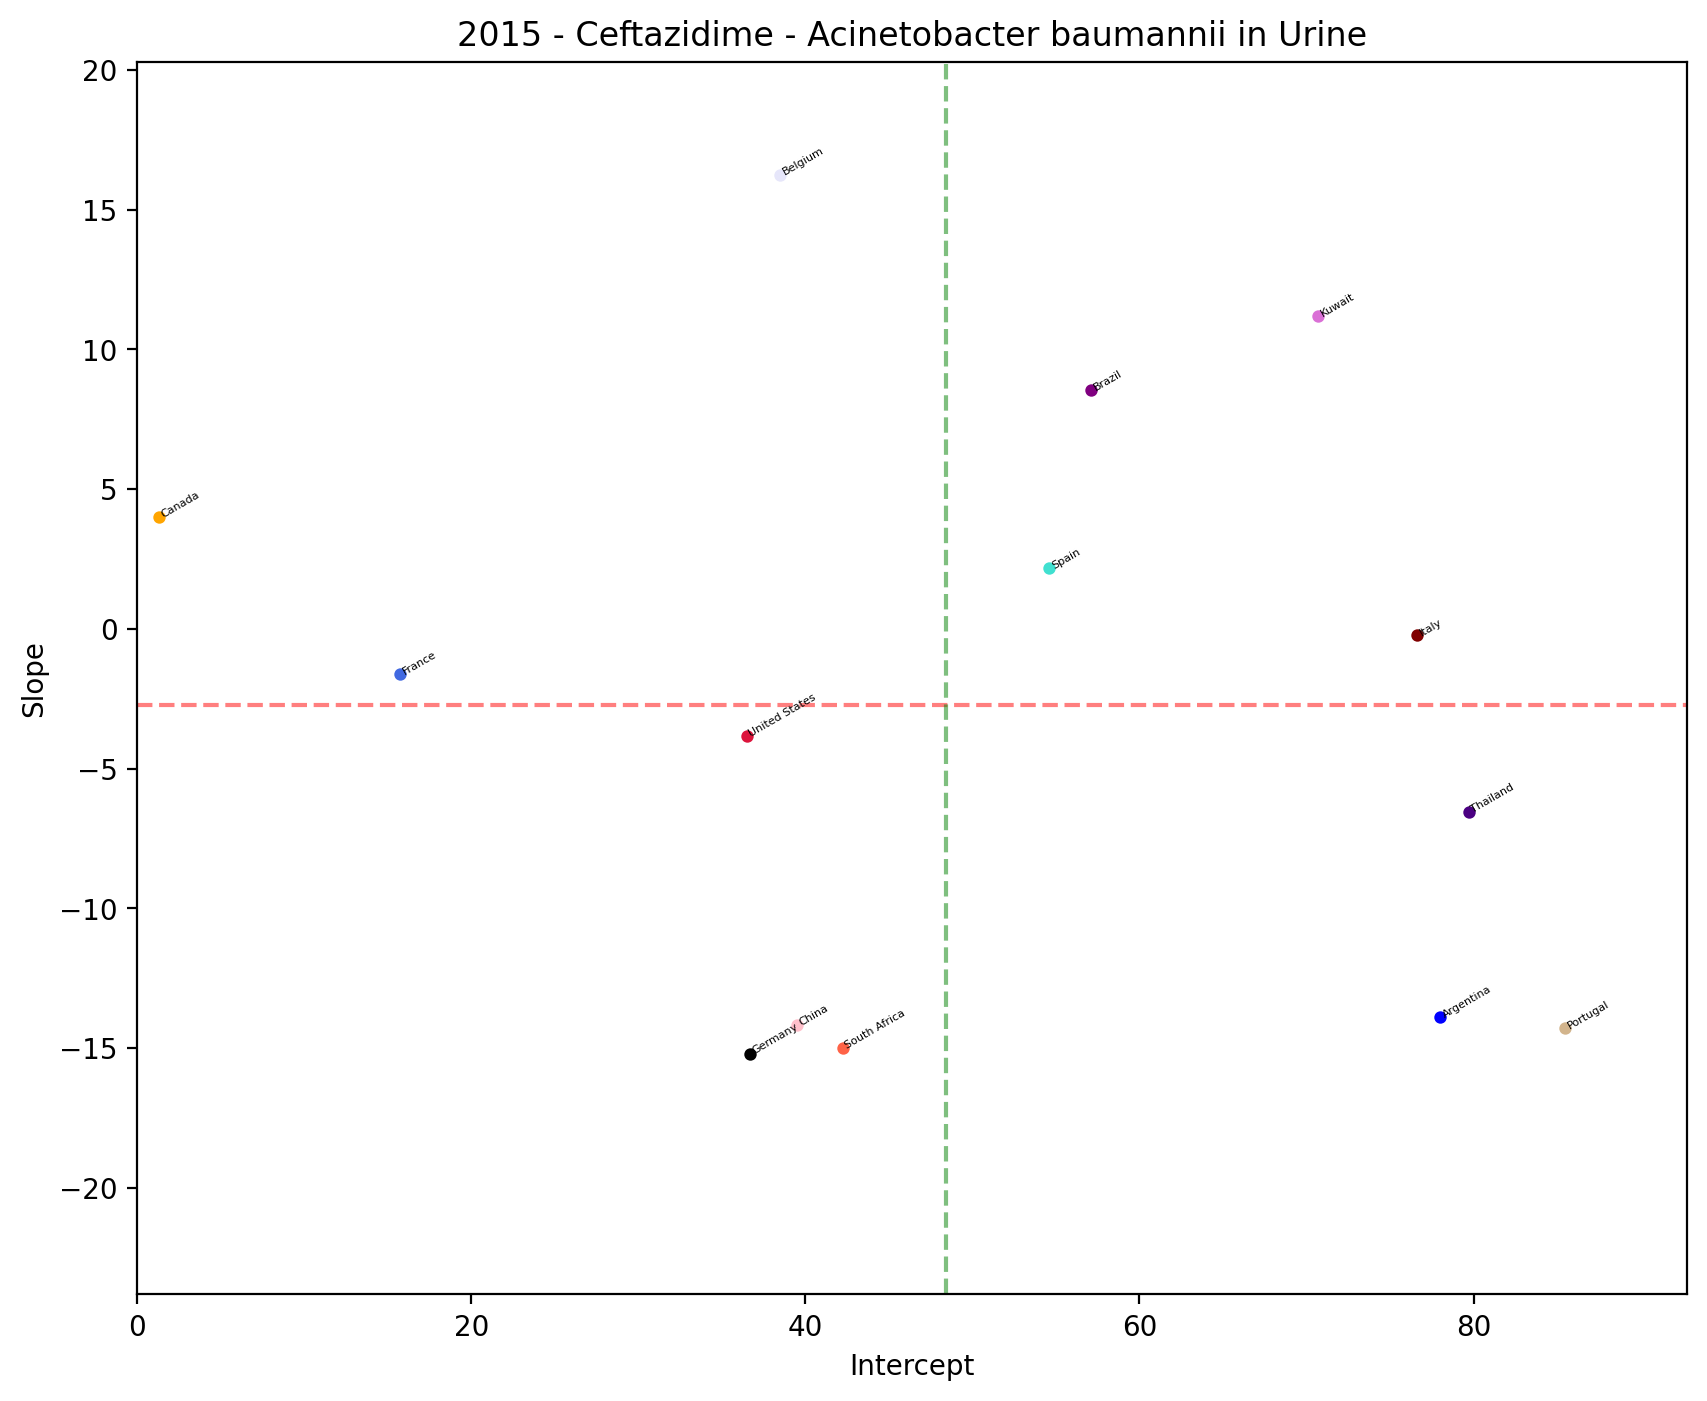 2015 - Ceftazidime - Acinetobacter baumannii in Urine
20
15
10
5
0
−5
−10
−15
−20
Slope
Belgium
Kuwait
Brazil
Canada
Spain
Italy
France
United States
Thailand
Argentina
Portugal
China
South Africa
Germany
0 20 40 60 80
Intercept